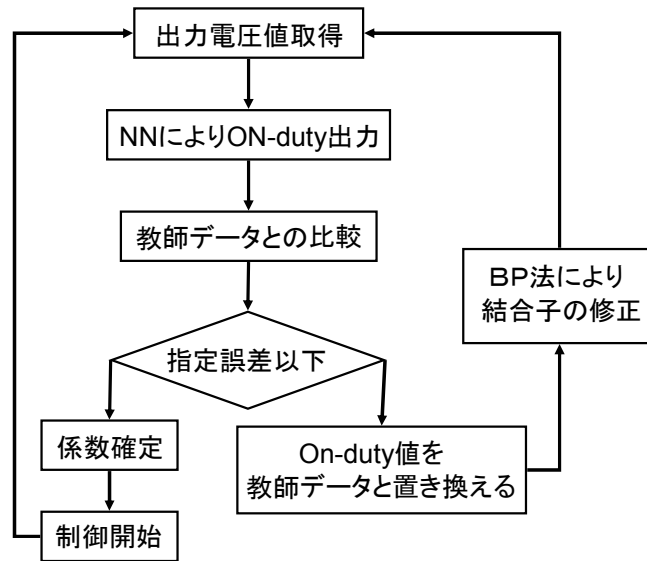 出力電圧値取得
NNによりON-duty出力
教師データとの比較
指定誤差以下
係数確定
制御開始
On-duty値を
教師データと置き換える
ＢＰ法により
結合子の修正